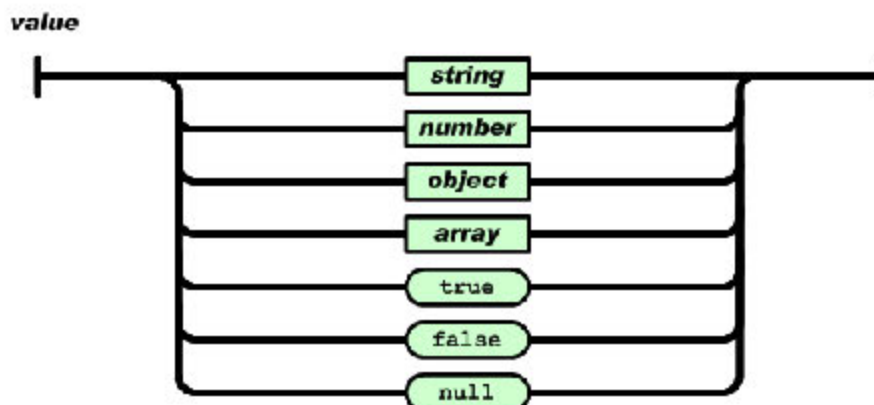 value
string
number
object
array
true
false
null